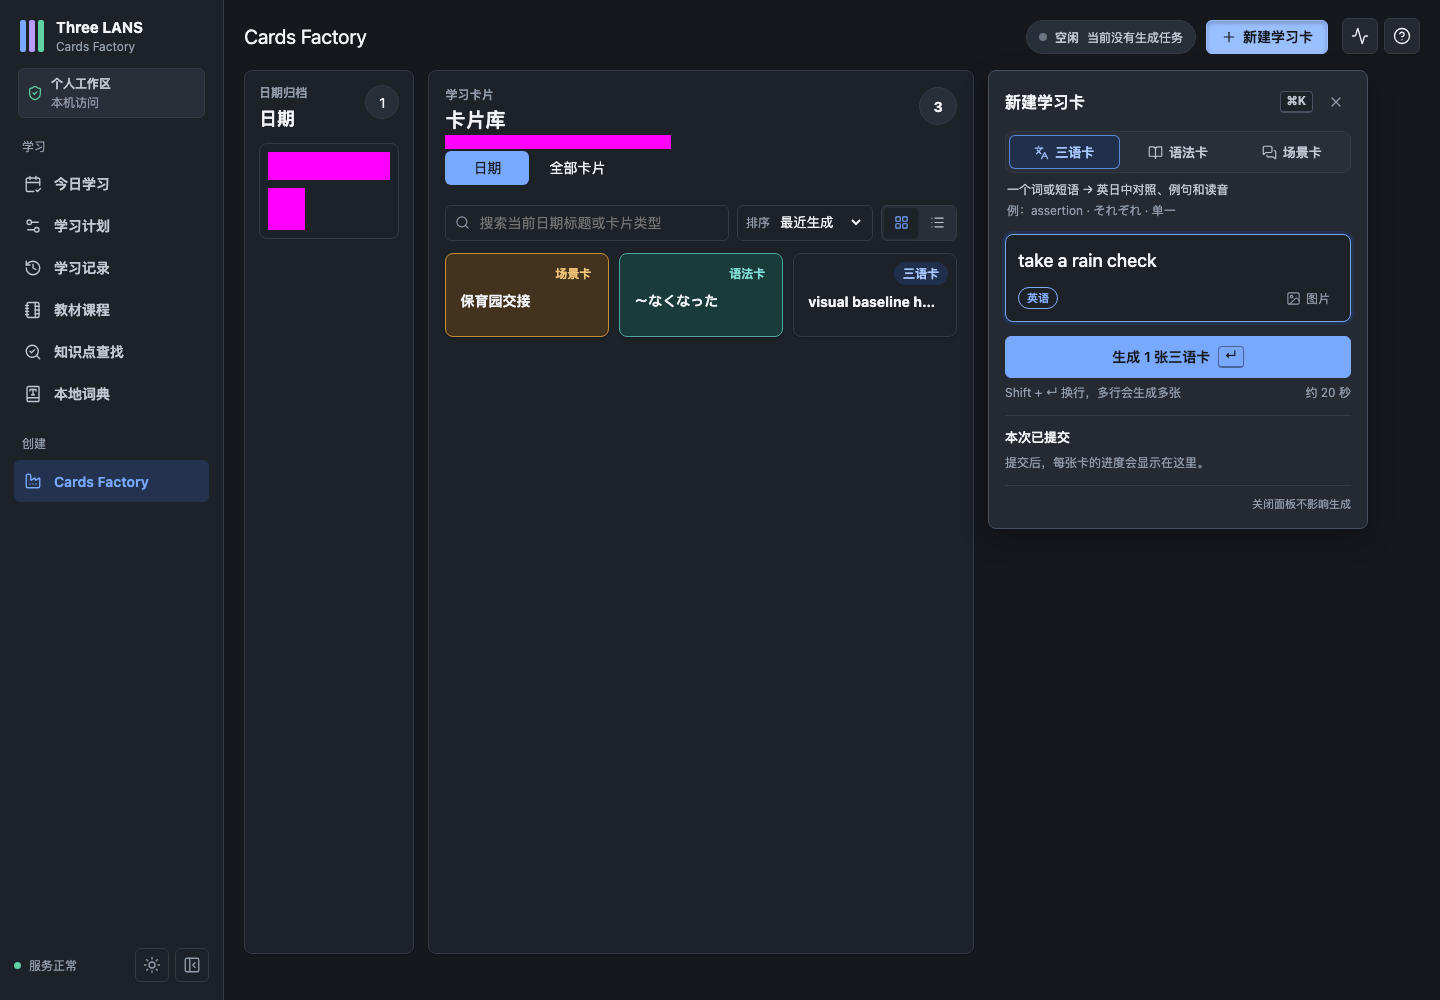 Three LANS
Cards Factory
个人工作区
本机访问
学习
今日学习
学习计划
学习记录
教材课程
知识点查找
本地词典
创建
Cards Factory
服务正常
Cards Factory
空闲 当前没有生成任务
新建学习卡
日期归档
日期
1
学习卡片
卡片库
3
日期
全部卡片
搜索当前日期标题或卡片类型
排序 最近生成
场景卡
保育园交接
语法卡
〜なくなった
三语卡
visual baseline h...
新建学习卡
⌘K
三语卡
语法卡
场景卡
一个词或短语 → 英日中对照、例句和读音
例：assertion · それぞれ · 单一
take a rain check
英语
图片
生成 1 张三语卡 ↵
Shift + ↵ 换行，多行会生成多张
约 20 秒
本次已提交
提交后，每张卡的进度会显示在这里。
关闭面板不影响生成